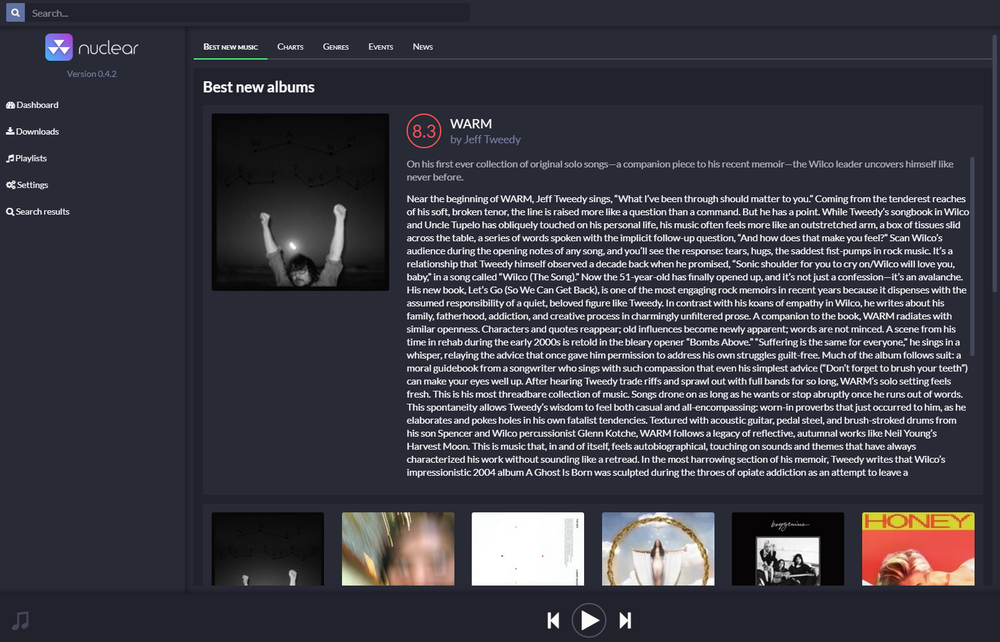 Search...
nuclear
Version 0.4.2
Dashboard
Downloads
Playlists
Settings
Search results
Best new music Charts Genres Events News
Best new albums
8.3
WARM
by Jeff Tweedy
On his first ever collection of original solo songs—a companion piece to his recent memoir—the Wilco leader uncovers himself like
never before.
Near the beginning of WARM, Jeff Tweedy sings, “What I’ve been through should matter to you.” Coming from the tenderest reaches
of his soft, broken tenor, the line is raised more like a question than a command. But he has a point. While Tweedy’s songbook in Wilco
and Uncle Tupelo has obliquely touched on his personal life, his music often feels more like an outstretched arm, a box of tissues slid
across the table, a series of words spoken with the implicit follow-up question, “And how does that make you feel?” Scan Wilco’s
audience during the opening notes of any song, and you’ll see the response: tears, hugs, the saddest fist-pumps in rock music. It’s a
relationship that Tweedy himself observed a decade back when he promised, “Sonic shoulder for you to cry on/Wilco will love you,
baby,” in a song called “Wilco (The Song).” Now the 51-year-old has finally opened up, and it’s not just a confession—it’s an avalanche.
His new book, Let’s Go (So We Can Get Back), is one of the most engaging rock memoirs in recent years because it dispenses with the
assumed responsibility of a quiet, beloved figure like Tweedy. In contrast with his koans of empathy in Wilco, he writes about his
family, fatherhood, addiction, and creative process in charmingly unfiltered prose. A companion to the book, WARM radiates with
similar openness. Characters and quotes reappear; old influences become newly apparent; words are not minced. A scene from his
time in rehab during the early 2000s is retold in the bleary opener “Bombs Above.” “Suffering is the same for everyone,” he sings in a
whisper, relaying the advice that once gave him permission to address his own struggles guilt-free. Much of the album follows suit: a
moral guidebook from a songwriter who sings with such compassion that even his simplest advice (“Don’t forget to brush your teeth”)
can make your eyes well up. After hearing Tweedy trade riffs and sprawl out with full bands for so long, WARM’s solo setting feels
fresh. This is his most threadbare collection of music. Songs drone on as long as he wants or stop abruptly once he runs out of words.
This spontaneity allows Tweedy’s wisdom to feel both casual and all-encompassing: worn-in proverbs that just occurred to him, as he
elaborates and pokes holes in his own fatalist tendencies. Textured with acoustic guitar, pedal steel, and brush-stroked drums from
his son Spencer and Wilco percussionist Glenn Kotche, WARM follows a legacy of reflective, autumnal works like Neil Young’s
Harvest Moon. This is music that, in and of itself, feels autobiographical, touching on sounds and themes that have always
characterized his work without sounding like a retread. In the most harrowing section of his memoir, Tweedy writes that Wilco’s
impressionistic 2004 album A Ghost Is Born was sculpted during the throes of opiate addiction as an attempt to leave a
boygenius
HONEY